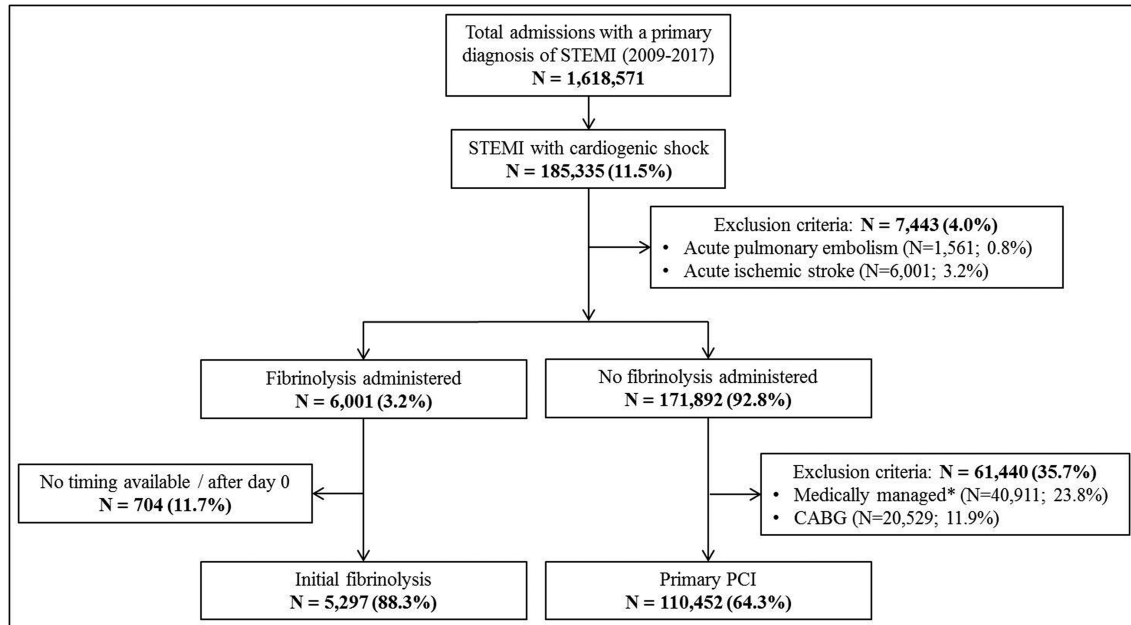 Total admissions with a primary
diagnosis of STEMI (2009-2017)
N = 1,618,571
STEMI with cardiogenic shock
N = 185,335 (11.5%)
Exclusion criteria: N = 7,443 (4.0%)
• Acute pulmonary embolism (N=1,561; 0.8%)
• Acute ischemic stroke (N=6,001; 3.2%)
Fibrinolysis administered
N = 6,001 (3.2%)
No fibrinolysis administered
N = 171,892 (92.8%)
No timing available / after day 0
N = 704 (11.7%)
Exclusion criteria: N = 61,440 (35.7%)
• Medically managed* (N=40,911; 23.8%)
• CABG (N=20,529; 11.9%)
Initial fibrinolysis
N = 5,297 (88.3%)
Primary PCI
N = 110,452 (64.3%)